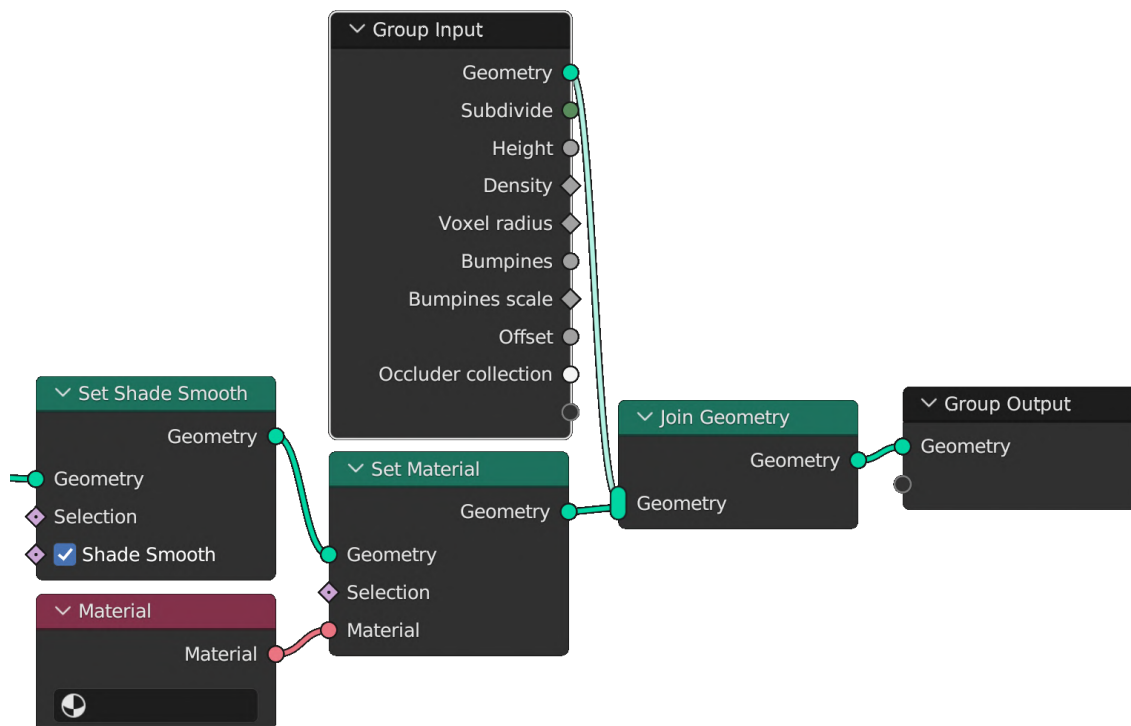 Group Input
Geometry
Subdivide
Height
Density
Voxel radius
Bumpines
Bumpines scale
Offset
Occluder collection
Set Shade Smooth
Geometry
Geometry
Selection
Shade Smooth
Material
Material
Set Material
Geometry
Geometry
Selection
Material
Join Geometry
Geometry
Geometry
Group Output
Geometry